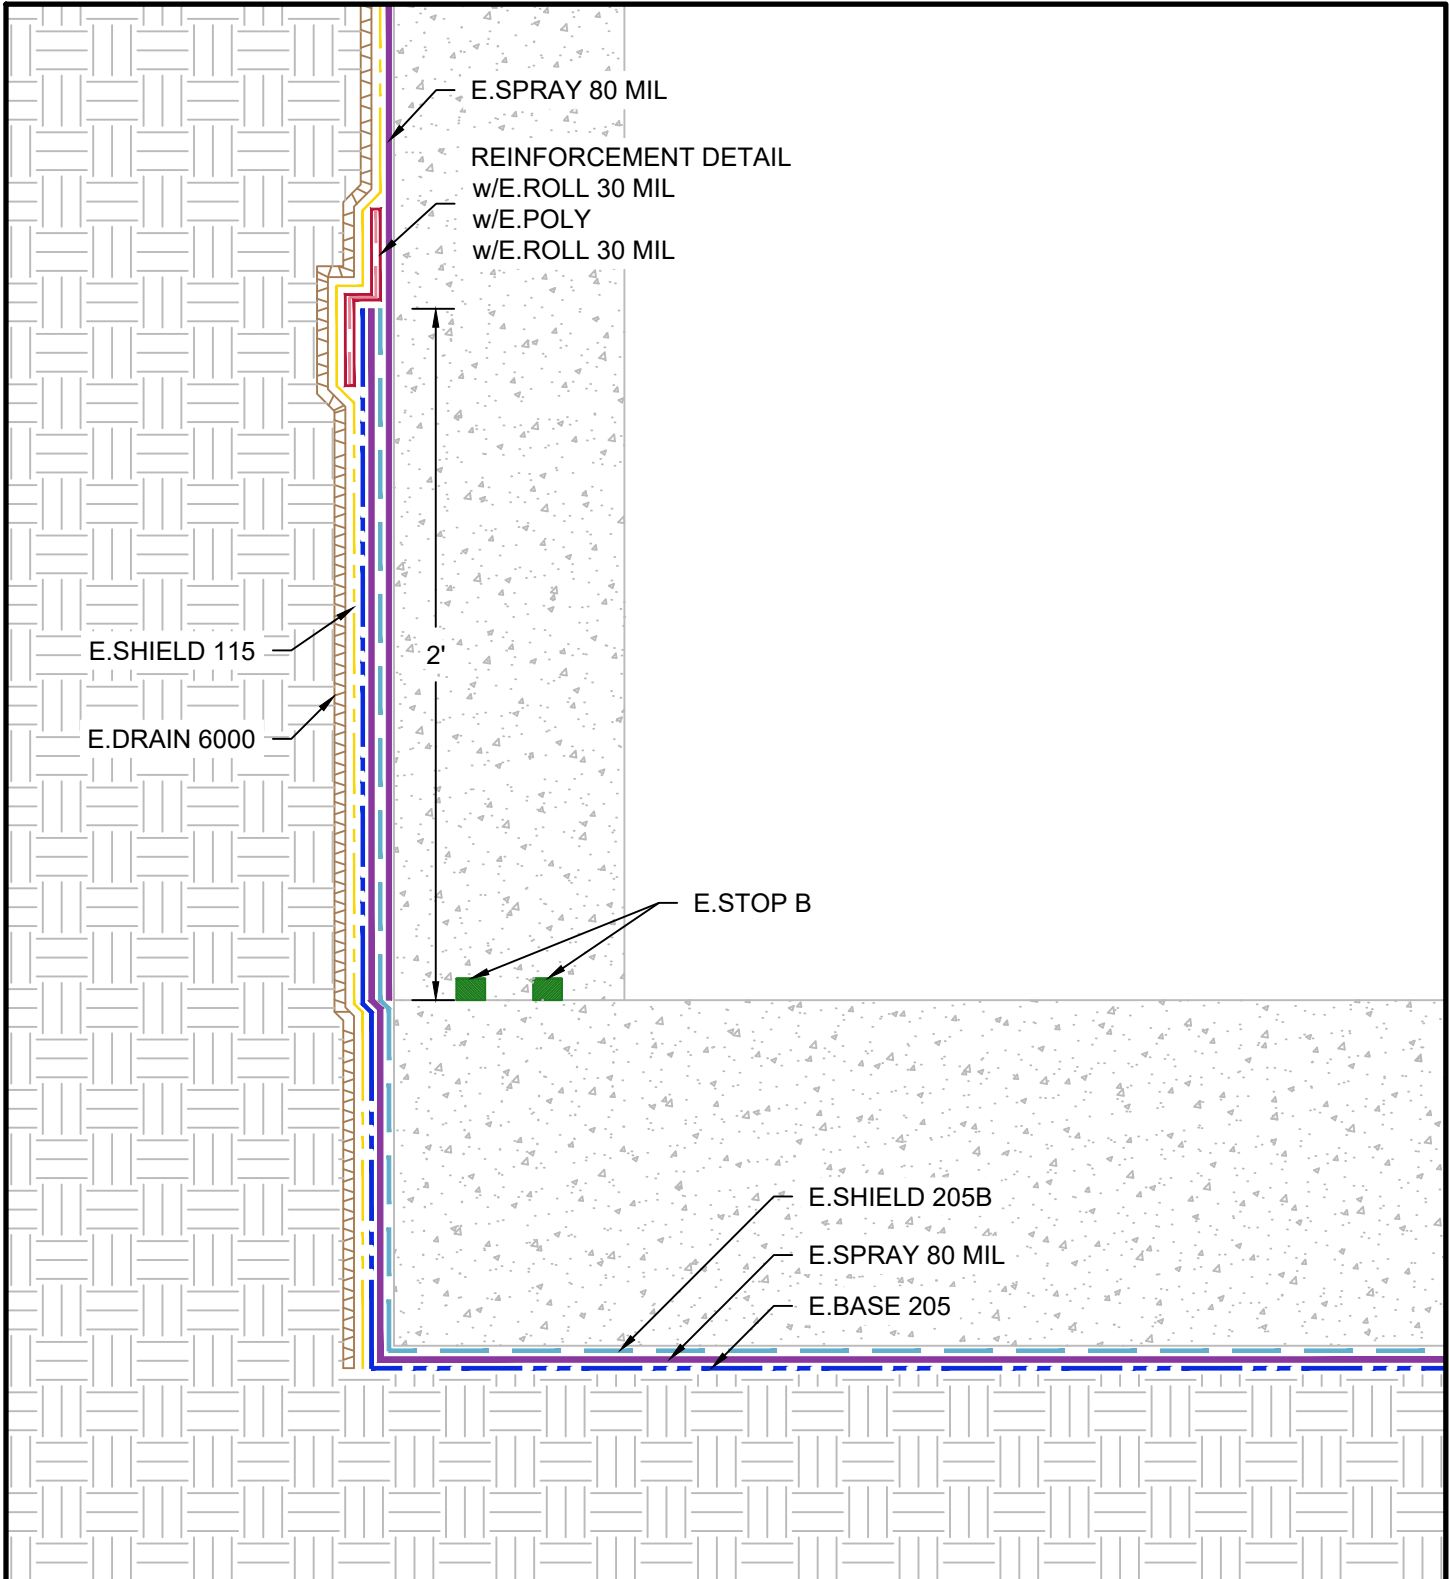 E.SPRAY 80 MIL
REINFORCEMENT DETAIL
w/E.ROLL 30 MIL
w/E.POLY
w/E.ROLL 30 MIL
E.SHIELD 115
2'
E.DRAIN 6000
E.STOP B
E.SHIELD 205B
E.SPRAY 80 MIL
E.BASE 205